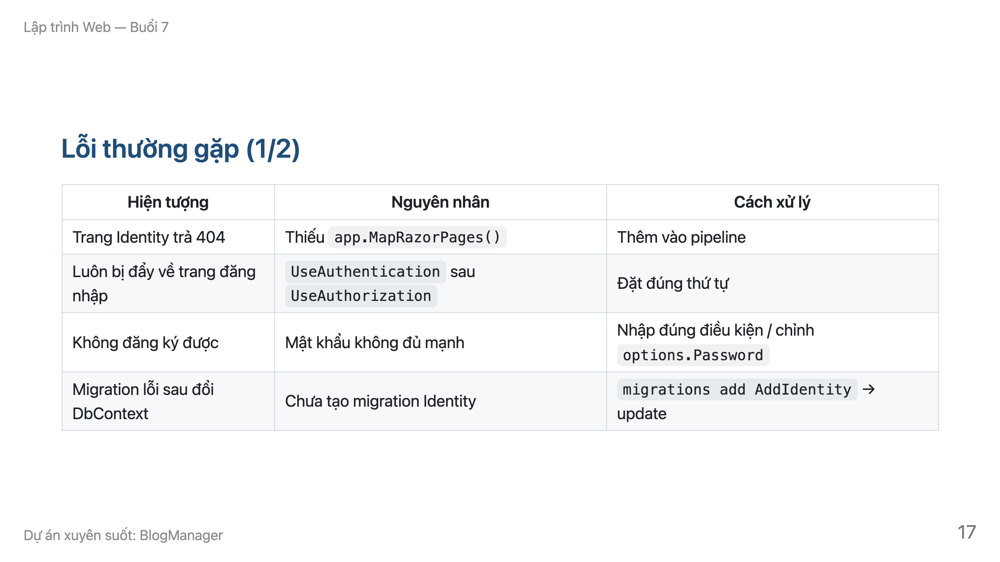 Lập trình Web — Buổi 7
Lỗi thường gặp (1/2)
Hiện tượng
Nguyên nhân
Cách xử lý
Trang Identity trả 404
Thiếu app.MapRazorPages()
Thêm vào pipeline
Luôn bị đẩy về trang đăng
nhập
UseAuthentication sau
UseAuthorization
Đặt đúng thứ tự
Không đăng ký được
Mật khẩu không đủ mạnh
Nhập đúng điều kiện / chỉnh
options.Password
Migration lỗi sau đổi
DbContext
Chưa tạo migration Identity
migrations add AddIdentity →
update
Dự án xuyên suốt: BlogManager
17